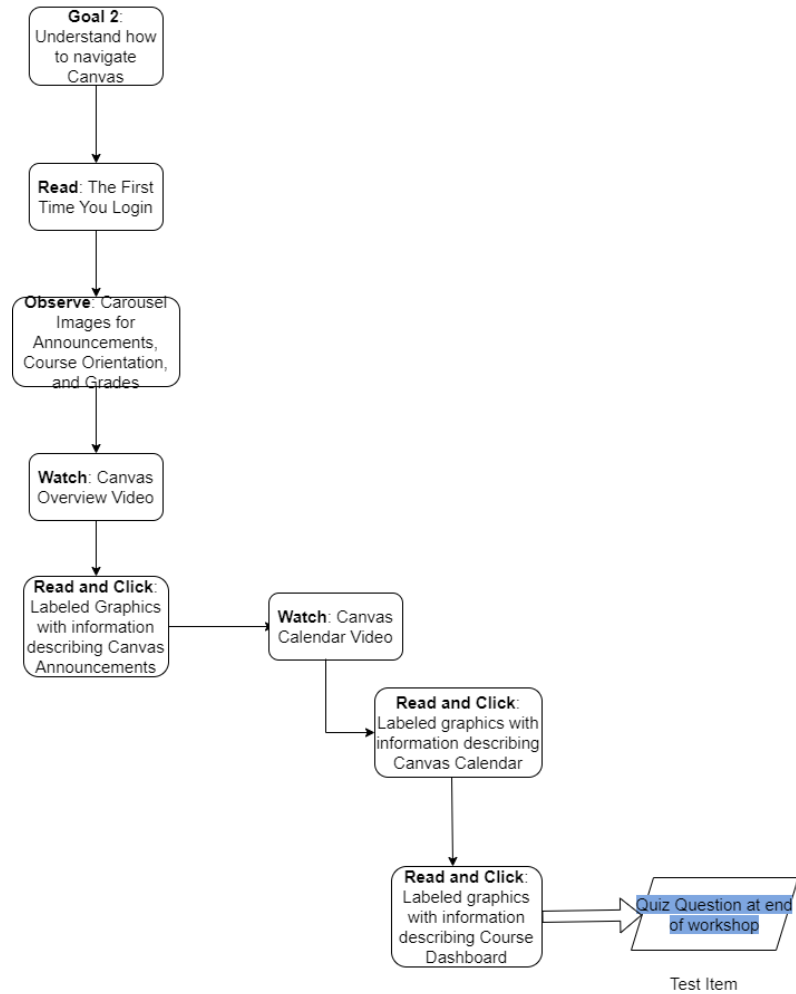 Goal 2:
Understand how
to navigate
Canvas
Read: The First
Time You Login
Observe: Carousel
Images for
Announcements,
Course Orientation,
and Grades
Watch: Canvas
Overview Video
Read and Click:
Labeled Graphics
with information
describing Canvas
Announcements
Watch: Canvas
Calendar Video
Read and Click:
Labeled graphics with
information describing
Canvas Calendar
Read and Click:
Labeled graphics
with information
describing Course
Dashboard
Quiz Question at end
of workshop
Test Item